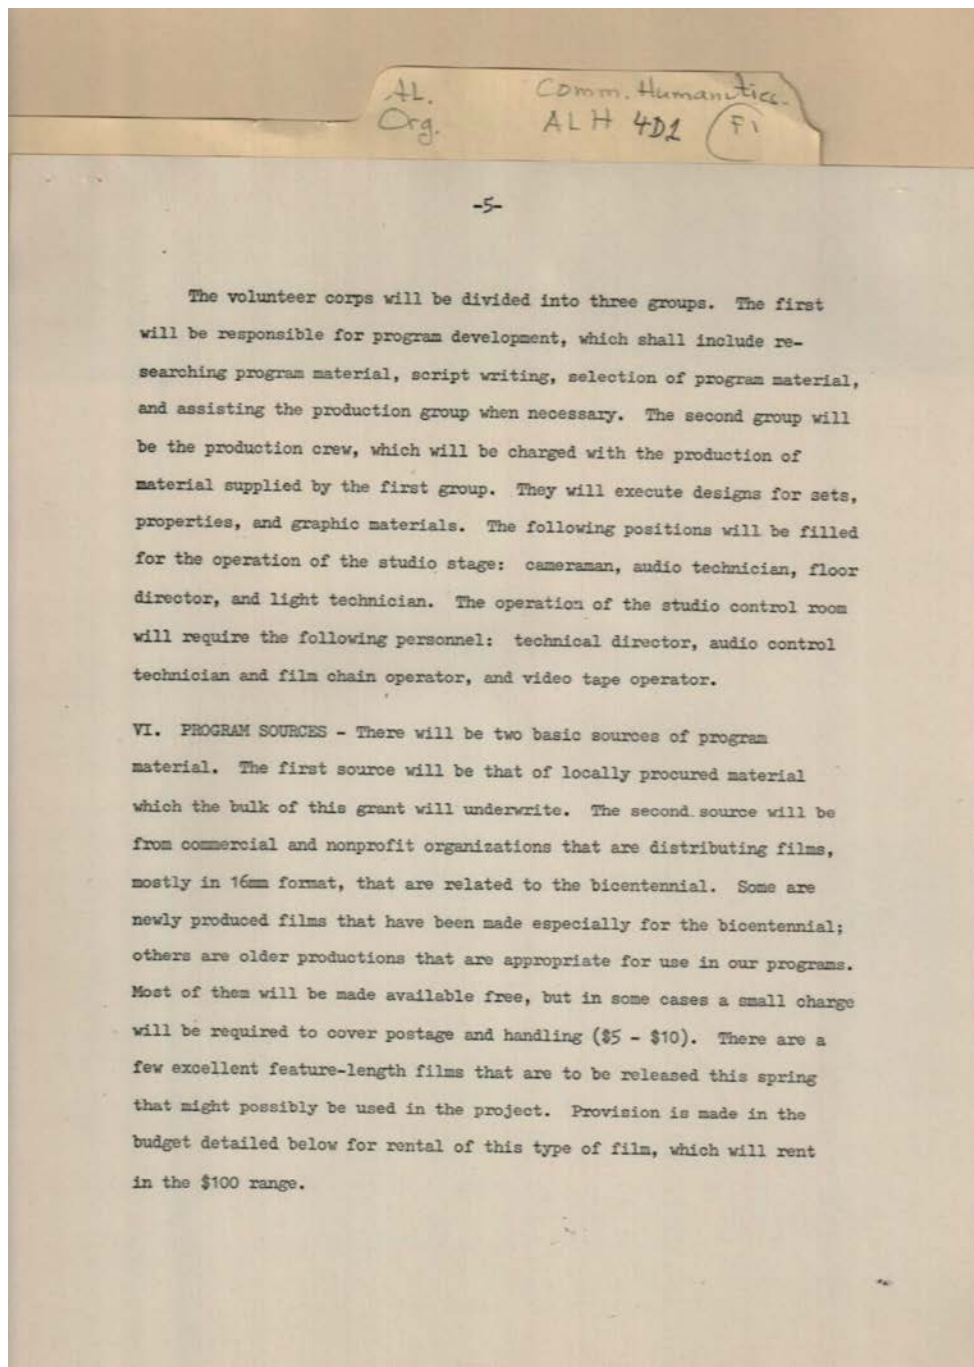 AL. Comm. Humanities.
Org. ALH 4D1 Fi
-5-
The volunteer corps will be divided into three groups. The first
will be responsible for program development, which shall include re-
searching program material, script writing, selection of program material,
and assisting the production group when necessary. The second group will
be the production crew, which will be charged with the production of
material supplied by the first group. They will execute designs for sets,
properties, and graphic materials. The following positions will be filled
for the operation of the studio stage: cameraman, audio technician, floor
director, and light technician. The operation of the studio control room
will require the following personnel: technical director, audio control
technician and film chain operator, and video tape operator.
VI. PROGRAM SOURCES - There will be two basic sources of program
material. The first source will be that of locally procured material
which the bulk of this grant will underwrite. The second source will be
from commercial and nonprofit organizations that are distributing films,
mostly in 16mm format, that are related to the bicentennial. Some are
newly produced films that have been made especially for the bicentennial;
others are older productions that are appropriate for use in our programs.
Most of them will be made available free, but in some cases a small charge
will be required to cover postage and handling ($5 - $10). There are a
few excellent feature-length films that are to be released this spring
that might possibly be used in the project. Provision is made in the
budget detailed below for rental of this type of film, which will rent
in the $100 range.